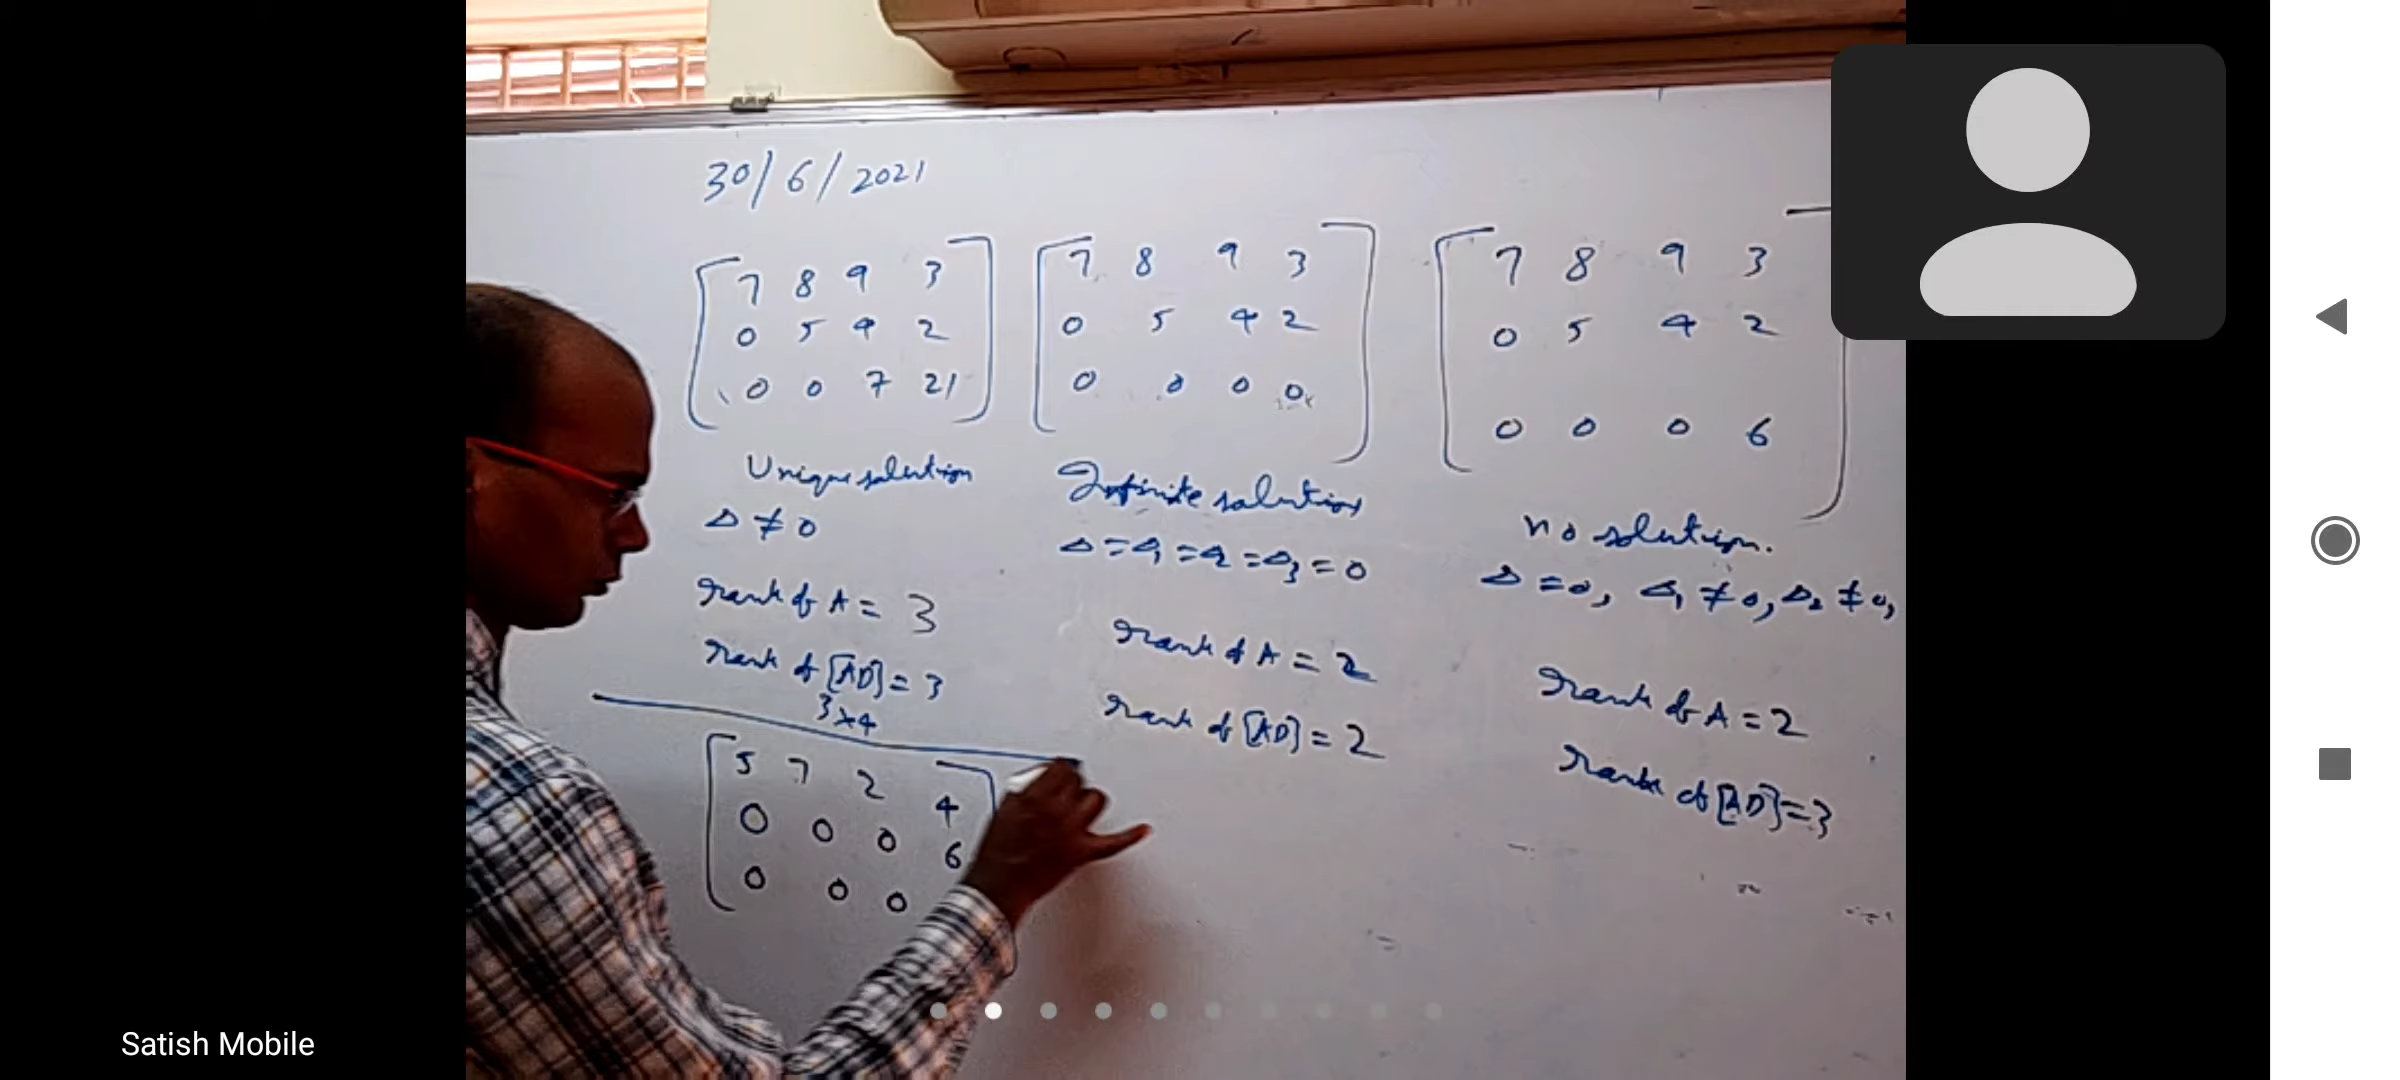 30/6/2021
7 8 9 3
0 5 4 2
0 0 7 21
Unique solution
Δ ≠ 0
rank of A = 3
rank of [AD] = 3
3×4
7 8 9 3
0 5 4 2
0 0 0 0
Infinite solution
Δ = Δ1 = Δ2 = Δ3 = 0
rank of A = 2
rank of [AD] = 2
7 8 9 3
0 5 4 2
0 0 0 6
no solution.
Δ = 0, Δ1 ≠ 0, Δ2 ≠ 0,
rank of A = 2
rank of [AD] = 3
5 7 2 4
0 0 0 6
0 0 0
Satish Mobile